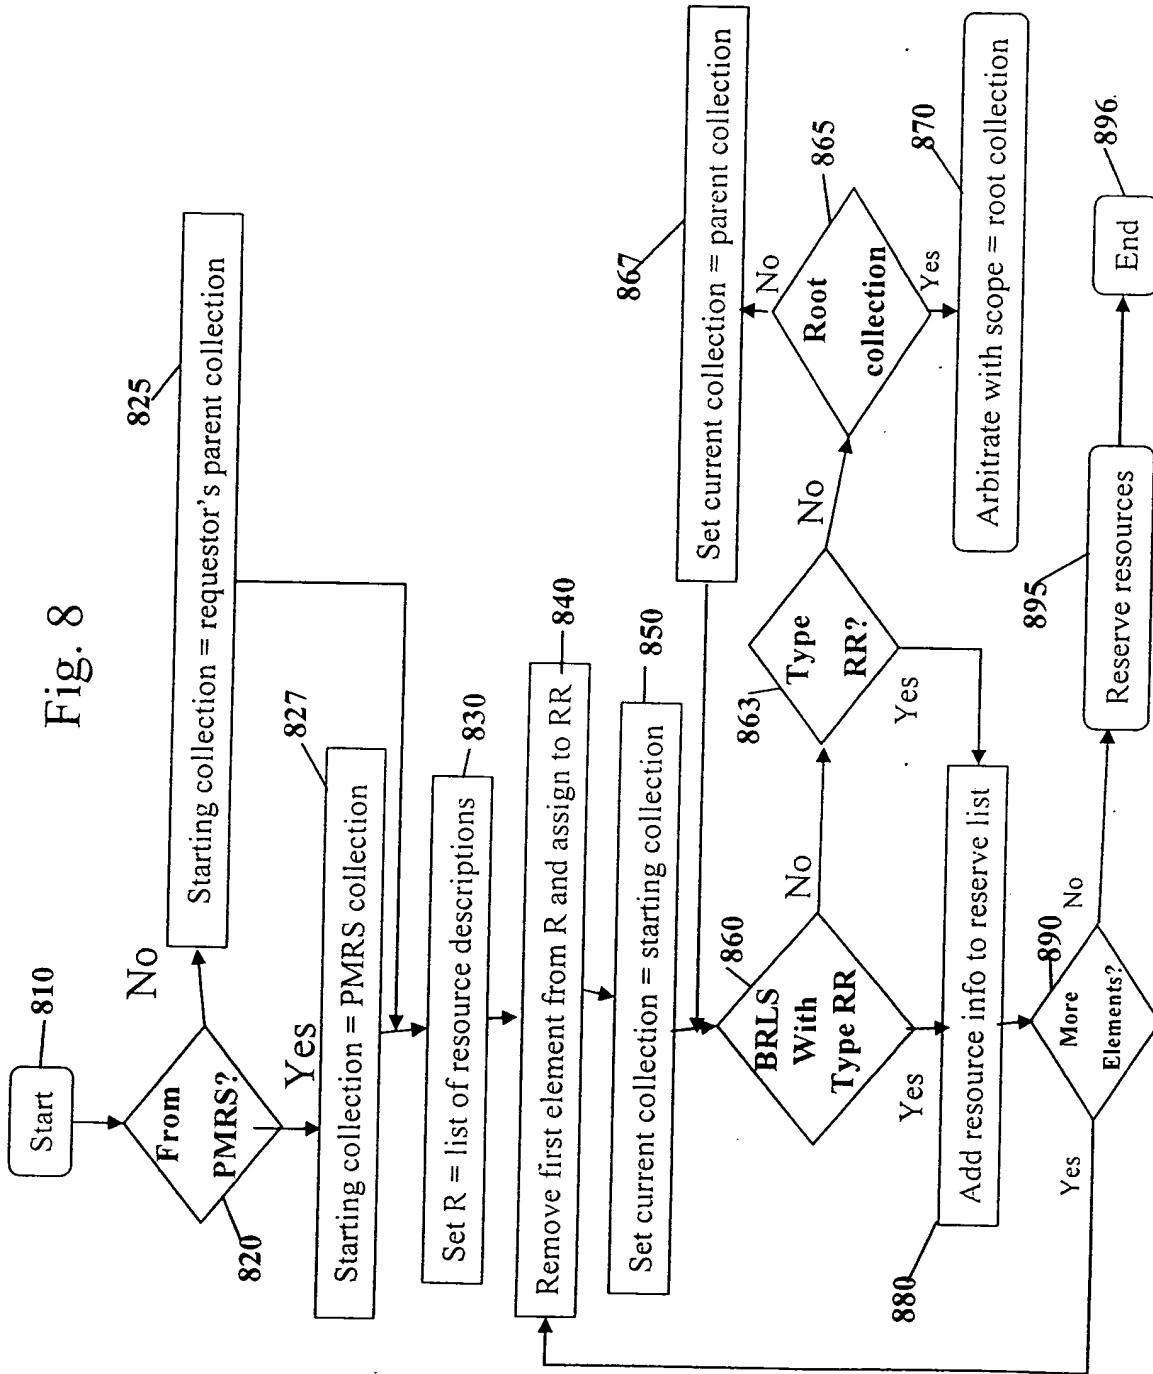 Fig. 8
810
Start
From
PMRS?
820
No
Yes
825
Starting collection = requestor's parent collection
827
Starting collection = PMRS collection
830
Set R = list of resource descriptions
840
Remove first element from R and assign to RR
850
Set current collection = starting collection
867
Set current collection = parent collection
860
BRLS
With
Type RR
No
Yes
863
Type
RR?
No
Yes
865
Root
collection
No
Yes
870
Arbitrate with scope = root collection
880
Add resource info to reserve list
890
More
Elements?
No
Yes
895
Reserve resources
896
End